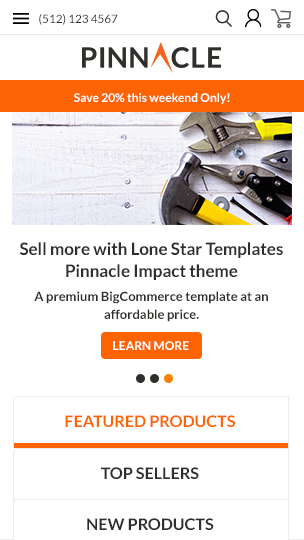 (512) 123 4567
PINNACLE
Save 20% this weekend Only!
Sell more with Lone Star Templates
Pinnacle Impact theme
A premium BigCommerce template at an
affordable price.
LEARN MORE
FEATURED PRODUCTS
TOP SELLERS
NEW PRODUCTS